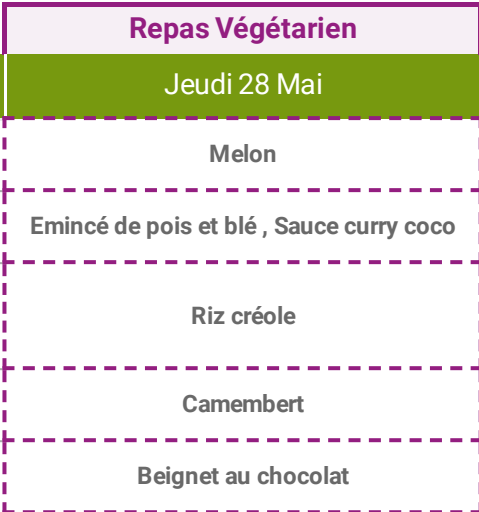 Repas Végétarien
Jeudi 28 Mai
Melon
Emincé de pois et blé , Sauce curry coco
Riz créole
Camembert
Beignet au chocolat